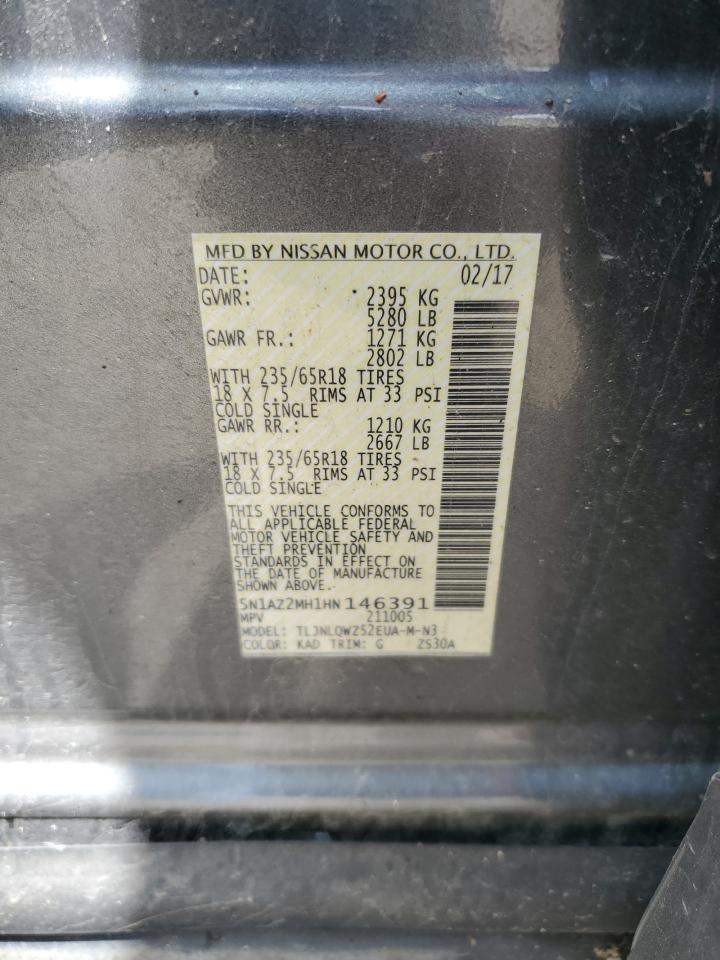 MFD BY NISSAN MOTOR CO., LTD.
DATE: 02/17
GVWR: 2395 KG
5280 LB
GAWR FR.: 1271 KG
2802 LB
WITH 235/65R18 TIRES
18 X 7.5 RIMS AT 33 PSI
COLD SINGLE
GAWR RR.: 1210 KG
2667 LB
WITH 235/65R18 TIRES
18 X 7.5 RIMS AT 33 PSI
COLD SINGLE
THIS VEHICLE CONFORMS TO
ALL APPLICABLE FEDERAL
MOTOR VEHICLE SAFETY AND
THEFT PREVENTION
STANDARDS IN EFFECT ON
THE DATE OF MANUFACTURE
SHOWN ABOVE.
5N1AZ2MH1HN146391
MPV 211005
MODEL: TLJNLQWZ52EUA-M-N3
COLOR: KAD TRIM: G ZS30A